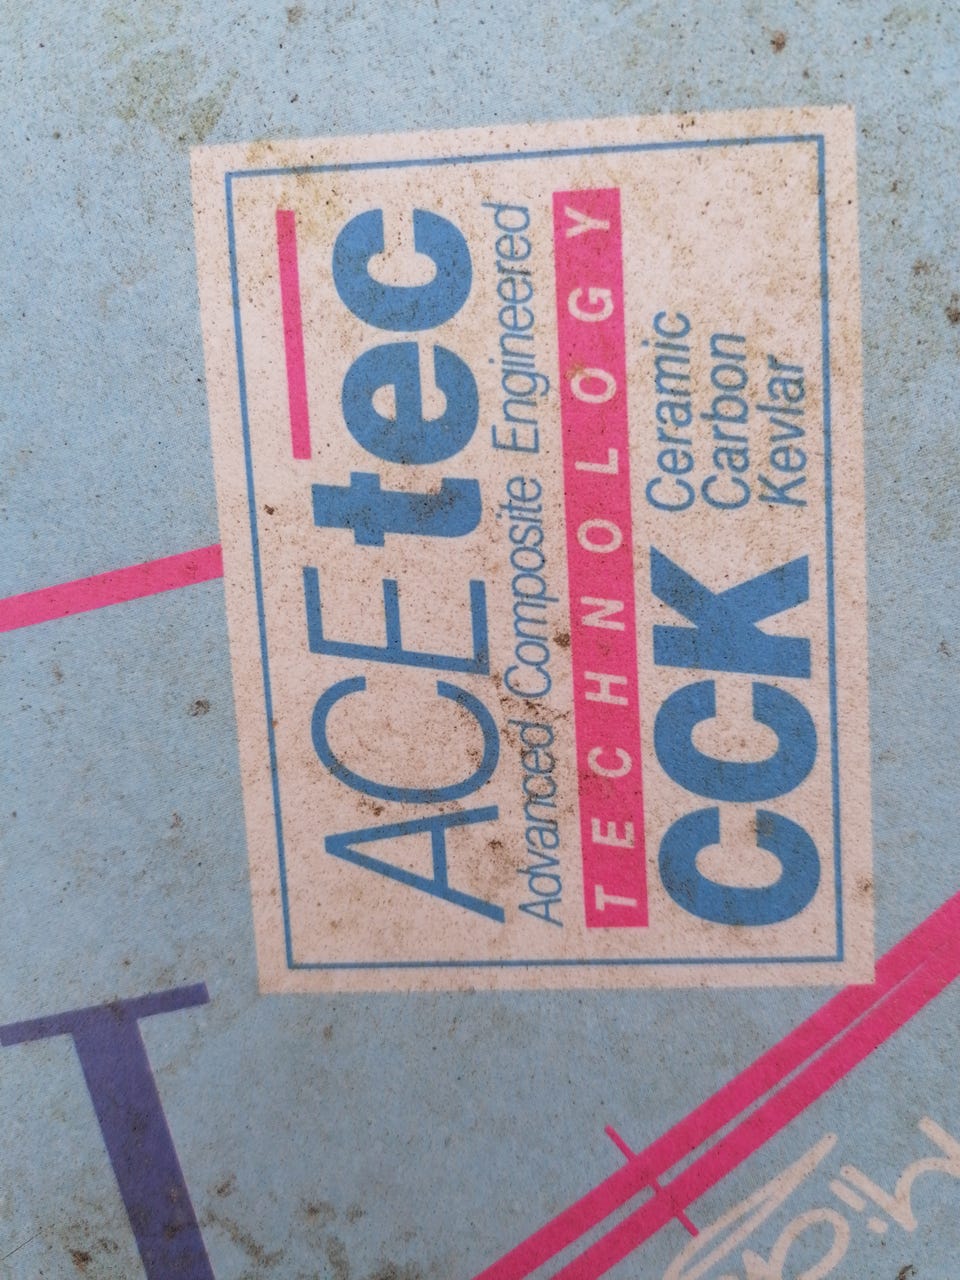 ACEtec
Advanced Composite Engineered
TECHNOLOGY
CCK
Ceramic
Carbon
Kevlar